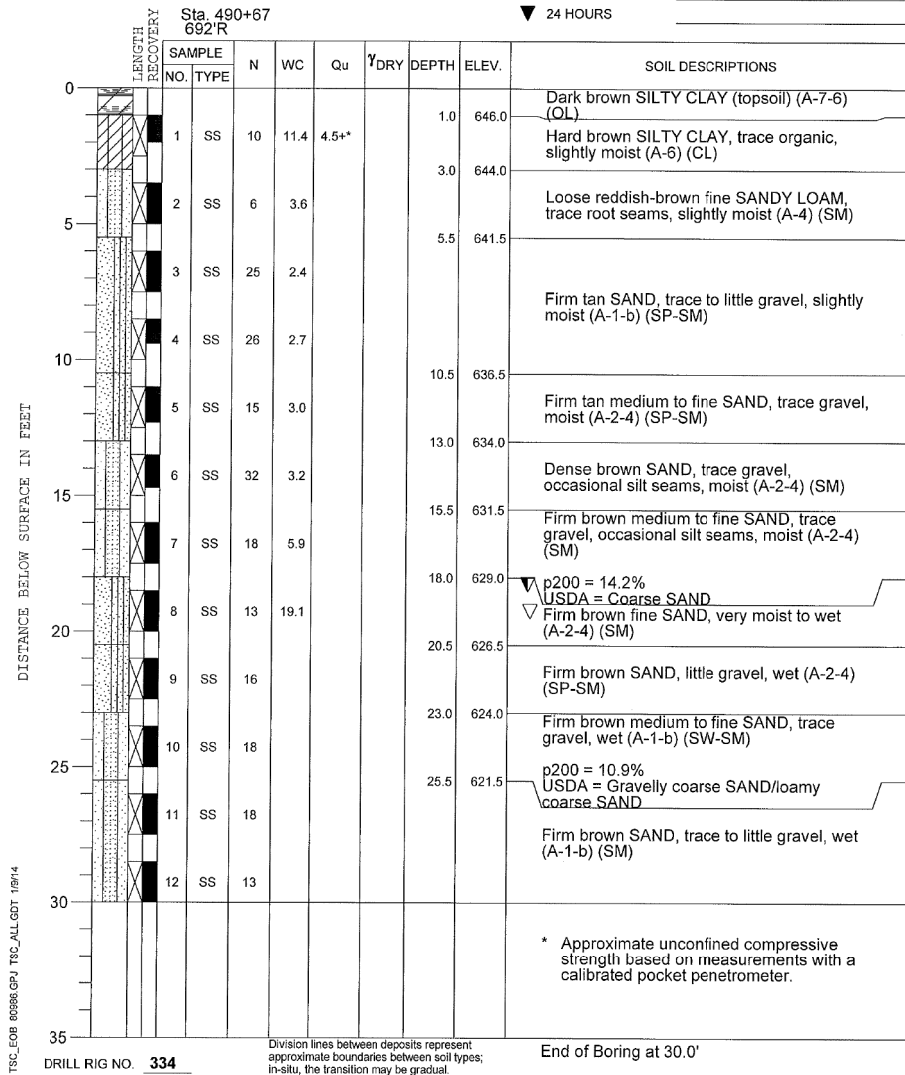 Sta. 490+67
692'R
▼ 24 HOURS
LENGTH
RECOVERY
SAMPLE
NO. TYPE
N
WC
Qu
γDRY
DEPTH
ELEV.
SOIL DESCRIPTIONS
DISTANCE BELOW SURFACE IN FEET
0
Dark brown SILTY CLAY (topsoil) (A-7-6)
(OL)
1.0 646.0
1 SS 10 11.4 4.5+*
Hard brown SILTY CLAY, trace organic,
slightly moist (A-6) (CL)
3.0 644.0
2 SS 6 3.6
Loose reddish-brown fine SANDY LOAM,
trace root seams, slightly moist (A-4) (SM)
5
5.5 641.5
3 SS 25 2.4
Firm tan SAND, trace to little gravel, slightly
moist (A-1-b) (SP-SM)
4 SS 26 2.7
10
10.5 636.5
5 SS 15 3.0
Firm tan medium to fine SAND, trace gravel,
moist (A-2-4) (SP-SM)
13.0 634.0
6 SS 32 3.2
Dense brown SAND, trace gravel,
occasional silt seams, moist (A-2-4) (SM)
15
15.5 631.5
Firm brown medium to fine SAND, trace
gravel, occasional silt seams, moist (A-2-4)
(SM)
7 SS 18 5.9
18.0 629.0
p200 = 14.2%
USDA = Coarse SAND
8 SS 13 19.1
Firm brown fine SAND, very moist to wet
(A-2-4) (SM)
20
20.5 626.5
9 SS 16
Firm brown SAND, little gravel, wet (A-2-4)
(SP-SM)
23.0 624.0
Firm brown medium to fine SAND, trace
gravel, wet (A-1-b) (SW-SM)
10 SS 18
25
p200 = 10.9%
25.5 621.5
USDA = Gravelly coarse SAND/loamy
coarse SAND
11 SS 18
Firm brown SAND, trace to little gravel, wet
(A-1-b) (SM)
12 SS 13
30
* Approximate unconfined compressive
strength based on measurements with a
calibrated pocket penetrometer.
35
TSC_EOB 80986.GPJ TSC_ALL.GDT 1/9/14
DRILL RIG NO. 334
Division lines between deposits represent
approximate boundaries between soil types;
in-situ, the transition may be gradual.
End of Boring at 30.0'